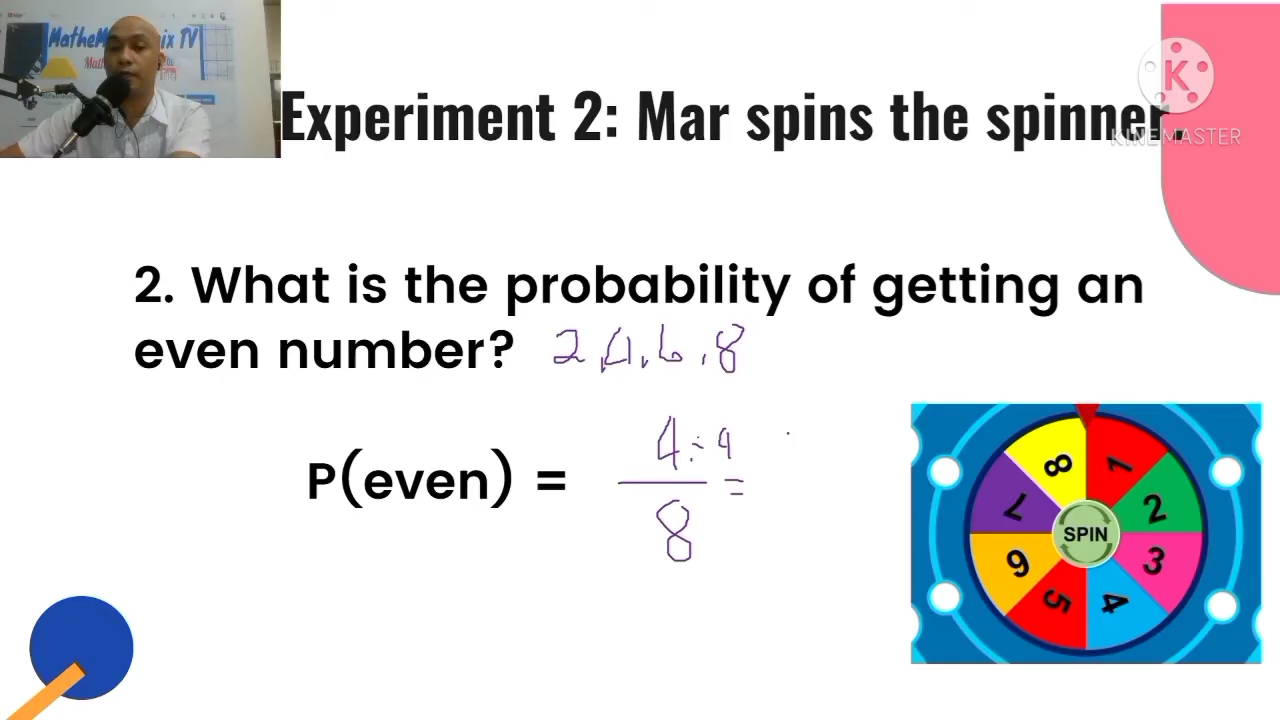 Experiment 2: Mar spins the spinner.
K
KINEMASTER
2. What is the probability of getting an
even number? 2, 4, 6, 8
P(even) = 4 ÷ 4
=
8
8
1
7
2
SPIN
6
3
5
4